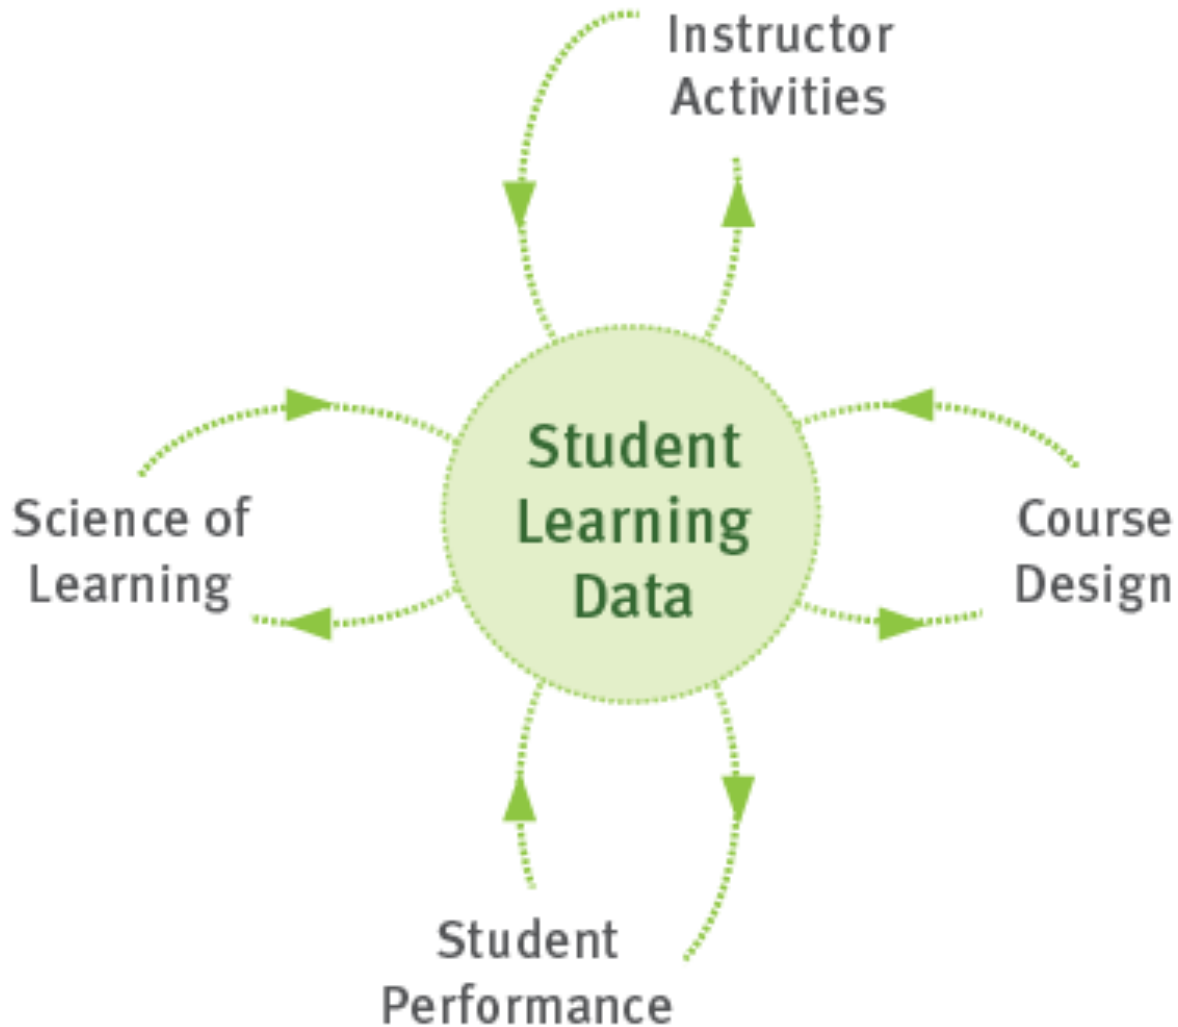 Instructor
Activities
Student
Learning
Data
Science of
Learning
Course
Design
Student
Performance